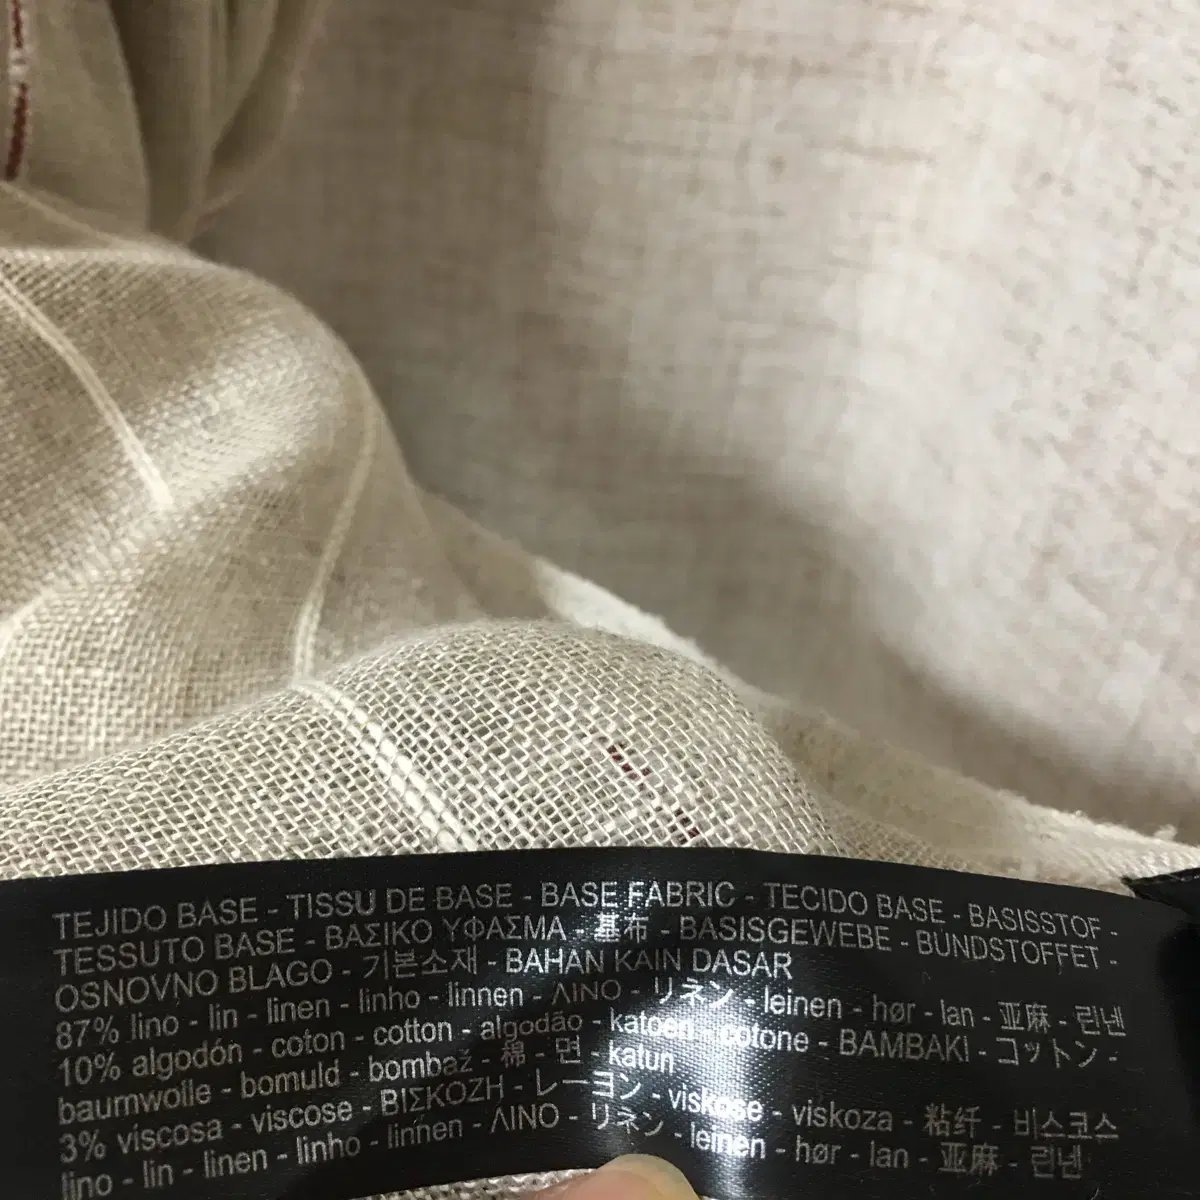 TEJIDO BASE - TISSU DE BASE - BASE FABRIC - TECIDO BASE - BASISSTOF -
TESSUTO BASE - ΒΑΣΙΚΟ ΥΦΑΣΜΑ - 基布 - BASISGEWEBE - BUNDSTOFFET -
OSNOVNO BLAGO - 기본소재 - BAHAN KAIN DASAR
87% lino - lin - linen - linho - linnen - ΛΙΝΟ - リネン - leinen - hør - lan - 亚麻 - 린넨
10% algodón - coton - cotton - algodão - katoen - cotone - BAMBAKI - コットン -
baumwolle - bomuld - bombaž - 棉 - 면 - katun
3% viscosa - viscose - ΒΙΣΚΟΖΗ - レーヨン - viskose - viskoza - 粘纤 - 비스코스
lino - lin - linen - linho - linnen - ΛΙΝΟ - リネン - leinen - hør - lan - 亚麻 - 린넨